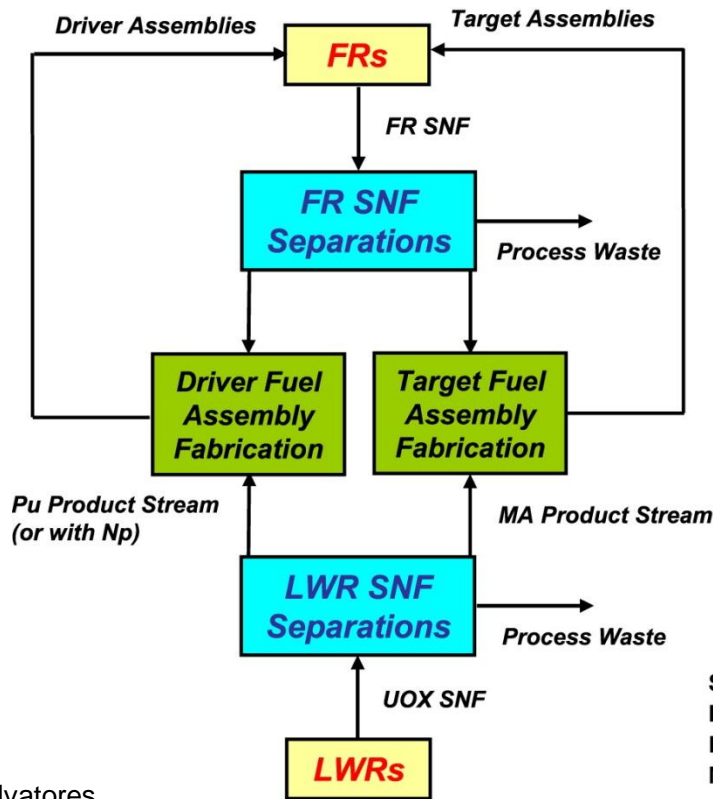 Driver Assemblies
Target Assemblies
FRs
FR SNF
FR SNF
Separations
Process Waste
Driver Fuel
Assembly
Fabrication
Target Fuel
Assembly
Fabrication
Pu Product Stream
(or with Np)
MA Product Stream
LWR SNF
Separations
Process Waste
UOX SNF
LWRs